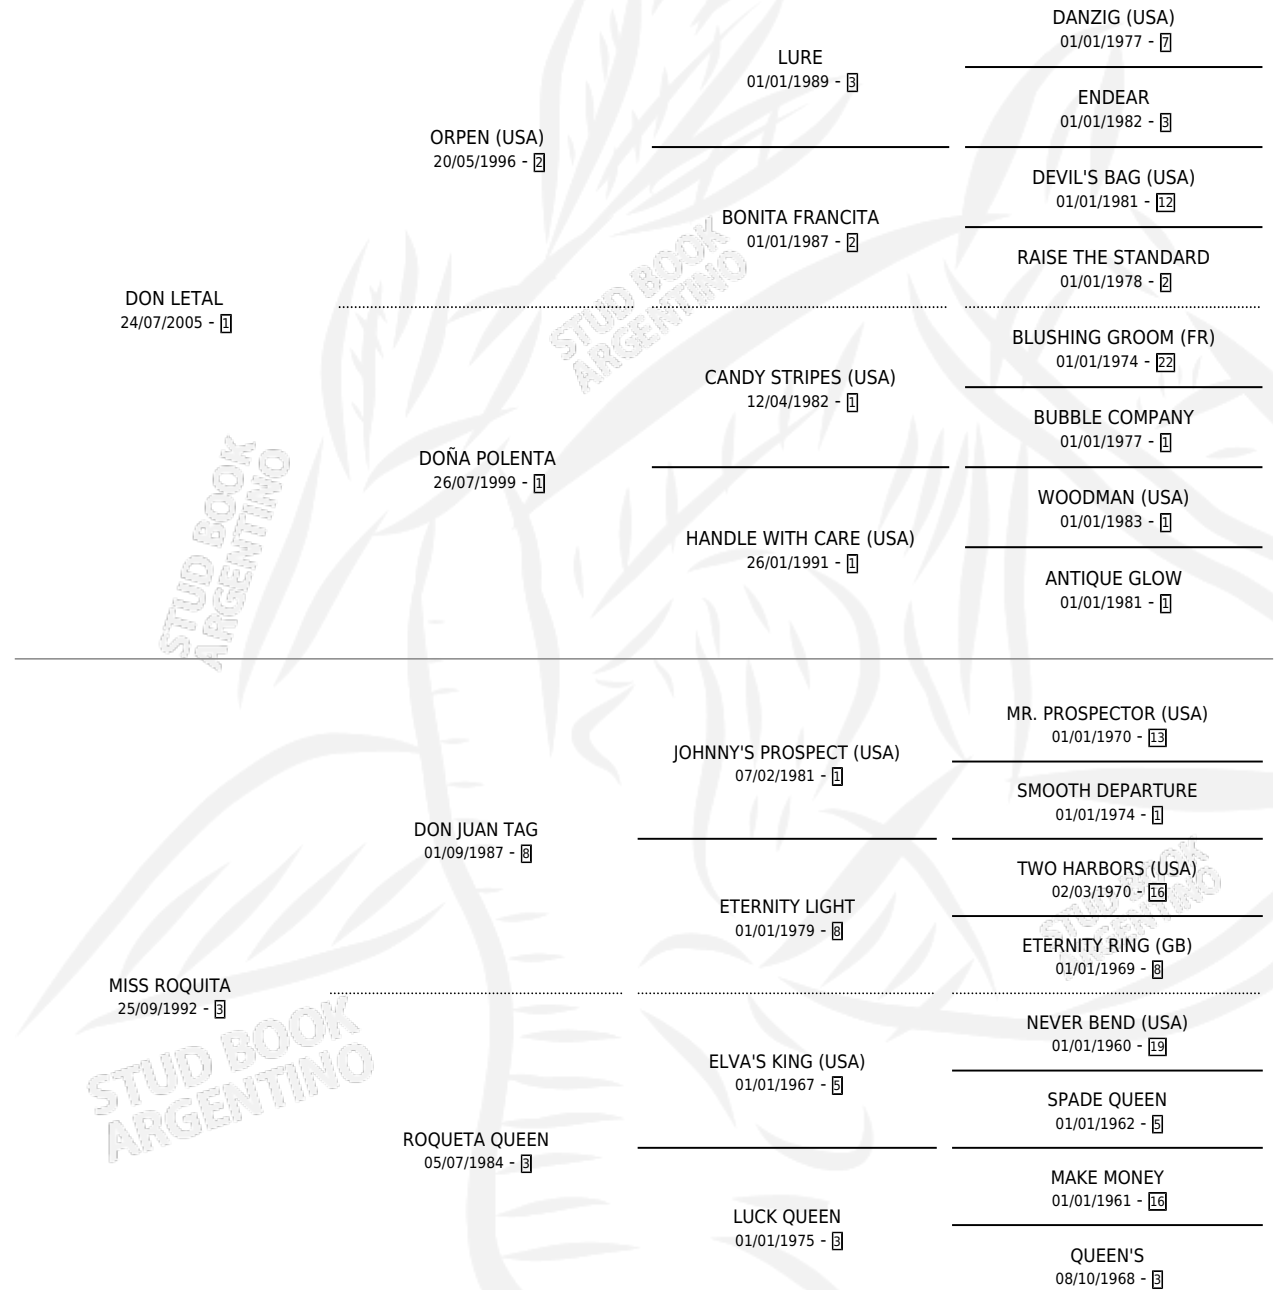 DANZIG (USA)
01/01/1977 - 7
LURE
01/01/1989 - 3
ENDEAR
01/01/1982 - 3
ORPEN (USA)
20/05/1996 - 2
DEVIL'S BAG (USA)
01/01/1981 - 12
BONITA FRANCITA
01/01/1987 - 2
RAISE THE STANDARD
01/01/1978 - 2
DON LETAL
24/07/2005 - 1
BLUSHING GROOM (FR)
01/01/1974 - 22
CANDY STRIPES (USA)
12/04/1982 - 1
BUBBLE COMPANY
01/01/1977 - 1
DOÑA POLENTA
26/07/1999 - 1
WOODMAN (USA)
01/01/1983 - 1
HANDLE WITH CARE (USA)
26/01/1991 - 1
ANTIQUE GLOW
01/01/1981 - 1
STUD BOOK
ARGENTINO
STUD BOOK
ARGENTINO
MR. PROSPECTOR (USA)
01/01/1970 - 13
JOHNNY'S PROSPECT (USA)
07/02/1981 - 1
SMOOTH DEPARTURE
01/01/1974 - 1
DON JUAN TAG
01/09/1987 - 8
TWO HARBORS (USA)
02/03/1970 - 16
ETERNITY LIGHT
01/01/1979 - 8
ETERNITY RING (GB)
01/01/1969 - 8
MISS ROQUITA
25/09/1992 - 3
NEVER BEND (USA)
01/01/1960 - 19
ELVA'S KING (USA)
01/01/1967 - 5
SPADE QUEEN
01/01/1962 - 5
ROQUETA QUEEN
05/07/1984 - 3
MAKE MONEY
01/01/1961 - 16
LUCK QUEEN
01/01/1975 - 3
QUEEN'S
08/10/1968 - 3
STUD BOOK
ARGENTINO
STUD BOOK
ARGENTINO